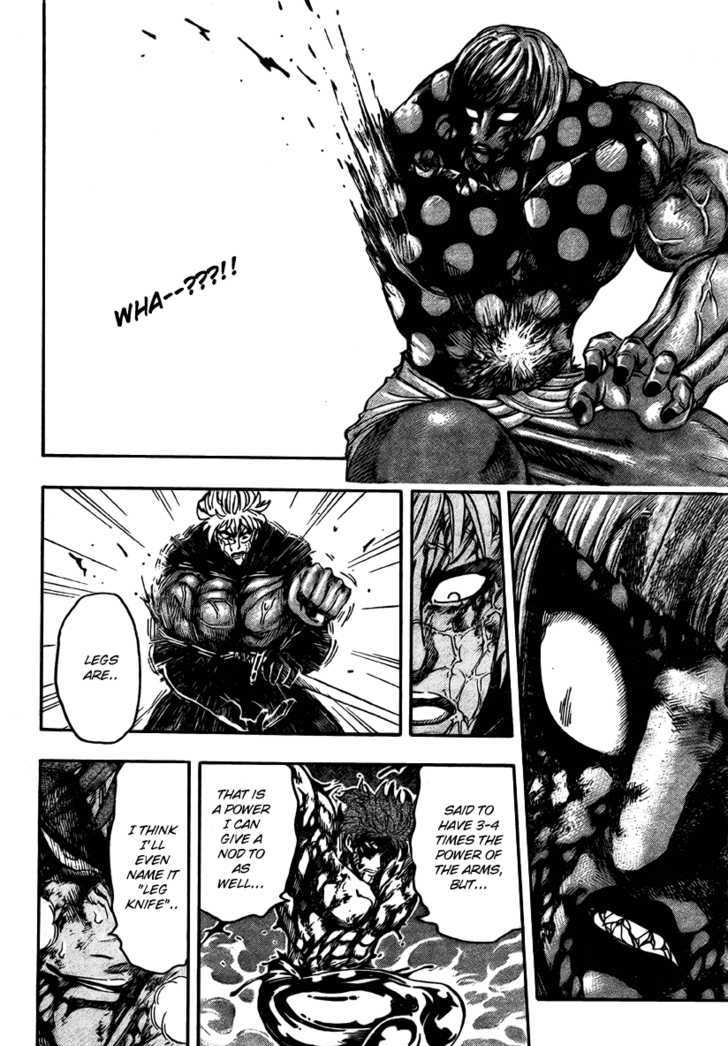 WHA--???!!
LEGS
ARE..
SAID TO
HAVE 3-4
TIMES THE
POWER OF
THE ARMS,
BUT...
THAT IS
A POWER
I CAN
GIVE A
NOD TO
AS
WELL...
I THINK
I'LL
EVEN
NAME IT
"LEG
KNIFE"..